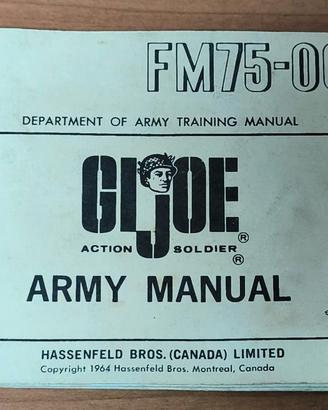 FM75-00
DEPARTMENT OF ARMY TRAINING MANUAL
GI JOE®
ACTION SOLDIER®
ARMY MANUAL
HASSENFELD BROS. (CANADA) LIMITED
Copyright 1964 Hassenfeld Bros. Montreal, Canada